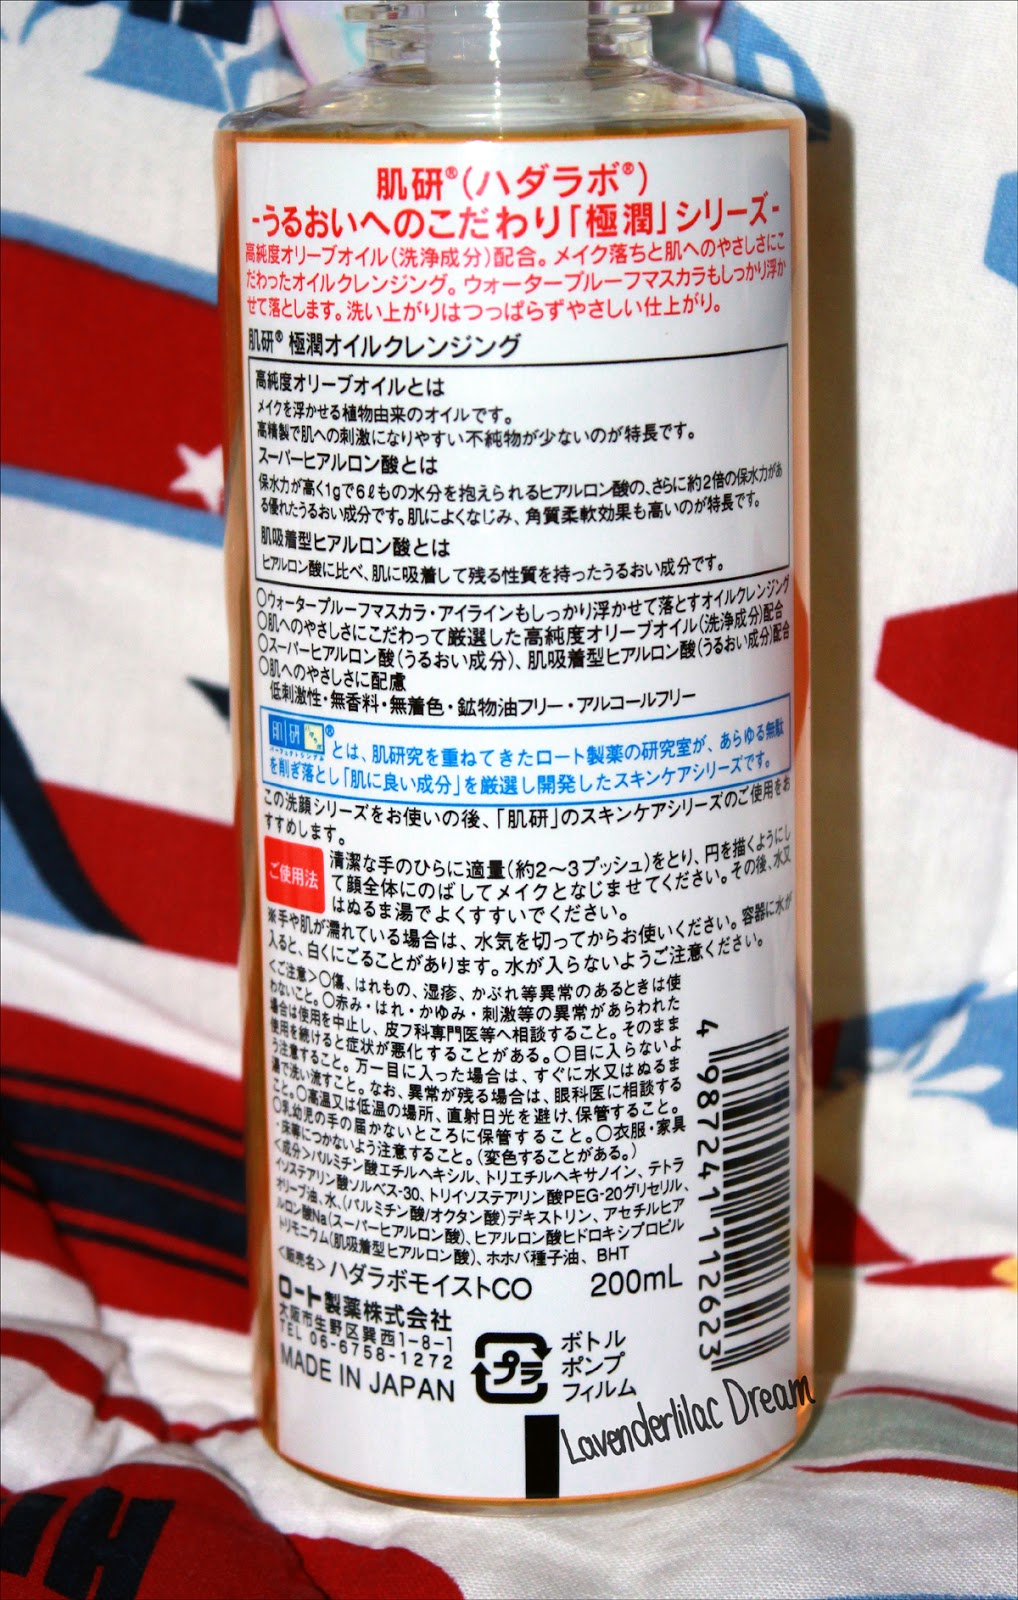 肌研®(ハダラボ®)
-うるおいへのこだわり「極潤」シリーズ-
高純度オリーブオイル(洗浄成分)配合。メイク落ちと肌へのやさしさにこ
だわったオイルクレンジング。ウォータープルーフマスカラもしっかり浮か
せて落とします。洗い上がりはつっぱらずやさしい仕上がり。
肌研® 極潤オイルクレンジング
高純度オリーブオイルとは
メイクを浮かせる植物由来のオイルです。
高精製で肌への刺激になりやすい不純物が少ないのが特長です。
スーパーヒアルロン酸とは
保水力が高く1gで6ℓもの水分を抱えられるヒアルロン酸の、さらに約2倍の保水力があ
る優れたうるおい成分です。肌によくなじみ、角質柔軟効果も高いのが特長です。
肌吸着型ヒアルロン酸とは
ヒアルロン酸に比べ、肌に吸着して残る性質を持ったうるおい成分です。
○ウォータープルーフマスカラ・アイラインもしっかり浮かせて落とすオイルクレンジング
○肌へのやさしさにこだわって厳選した高純度オリーブオイル(洗浄成分)配合
○スーパーヒアルロン酸(うるおい成分)、肌吸着型ヒアルロン酸(うるおい成分)配合
○肌へのやさしさに配慮
低刺激性・無香料・無着色・鉱物油フリー・アルコールフリー
肌研®とは、肌研究を重ねてきたロート製薬の研究室が、あらゆる無駄
を削ぎ落とし「肌に良い成分」を厳選し開発したスキンケアシリーズです。
この洗顔シリーズをお使いの後、「肌研」のスキンケアシリーズのご使用をお
すすめします。
ご使用法
清潔な手のひらに適量(約2〜3プッシュ)をとり、円を描くようにし
て顔全体にのばしてメイクとなじませてください。その後、水又
はぬるま湯でよくすすいでください。
※手や肌が濡れている場合は、水気を切ってからお使いください。容器に水が
入ると、白くにごることがあります。水が入らないようご注意ください。
<ご注意>○傷、はれもの、湿疹、かぶれ等異常のあるときは使
わないこと。○赤み・はれ・かゆみ・刺激等の異常があらわれた
場合は使用を中止し、皮フ科専門医等へ相談すること。そのまま
使用を続けると症状が悪化することがある。○目に入らないよ
う注意すること。万一目に入った場合は、すぐに水又はぬるま
湯で洗い流すこと。なお、異常が残る場合は、眼科医に相談する
こと。○高温又は低温の場所、直射日光を避け、保管すること。
○乳幼児の手の届かないところに保管すること。○衣服・家具
・床等につかないよう注意すること。(変色することがある。)
<成分>パルミチン酸エチルヘキシル、トリエチルヘキサノイン、テトラ
イソステアリン酸ソルベス-30、トリイソステアリン酸PEG-20グリセリル、
オリーブ油、水、(パルミチン酸/オクタン酸)デキストリン、アセチルヒア
ルロン酸Na(スーパーヒアルロン酸)、ヒアルロン酸ヒドロキシプロピル
トリモニウム(肌吸着型ヒアルロン酸)、ホホバ種子油、BHT
<販売名>ハダラボモイストCO 200mL
ロート製薬株式会社
大阪市生野区巽西1-8-1
TEL 06-6758-1272
MADE IN JAPAN
プラ
ボトル
ポンプ
フィルム
4 987241 112623
Lavenderlilac Dream